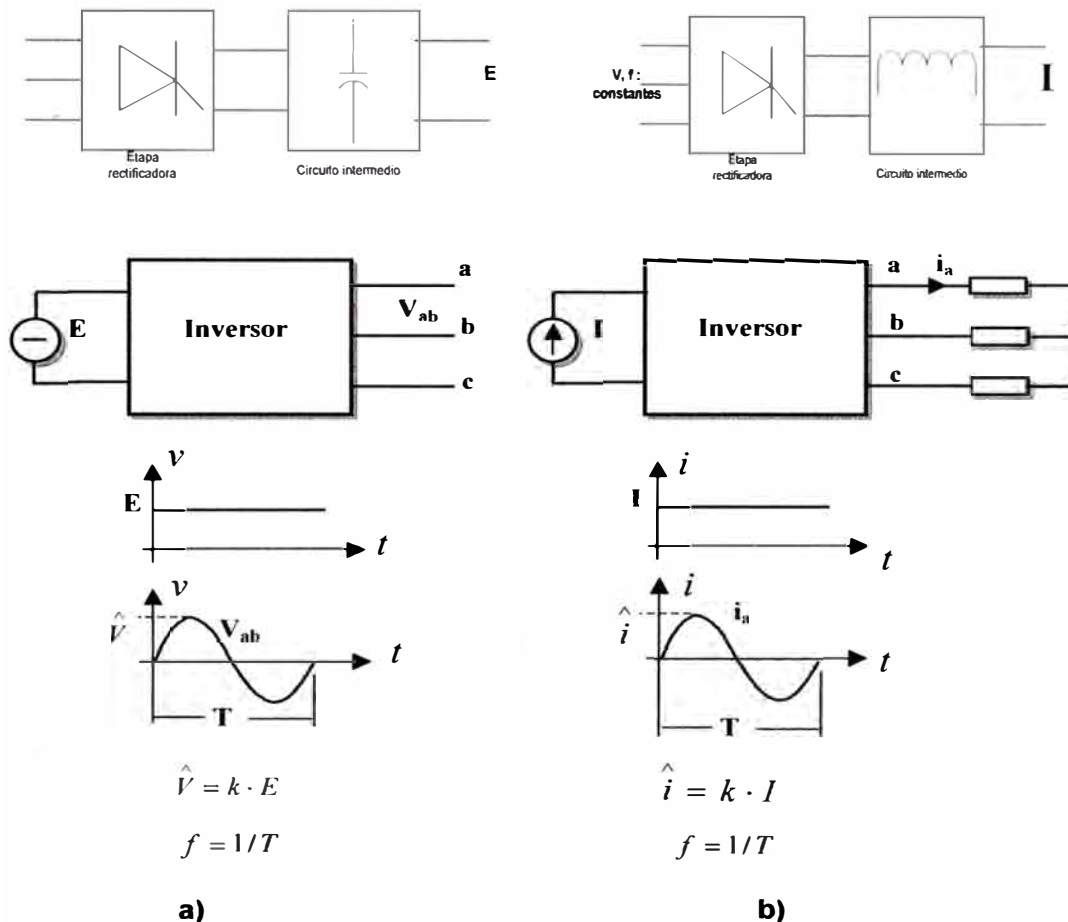 E
Etapa
rectificadora
Circuito intermedio
V, f :
constantes
I
Etapa
rectificadora
Circuito intermedio
E
Inversor
a
V_ab
b
c
I
Inversor
a
i_a
b
c
v
E
t
v
V̂
V_ab
t
T
V̂ = k · E
f = 1 / T
a)
i
I
t
i
î
i_a
t
T
î = k · I
f = 1 / T
b)